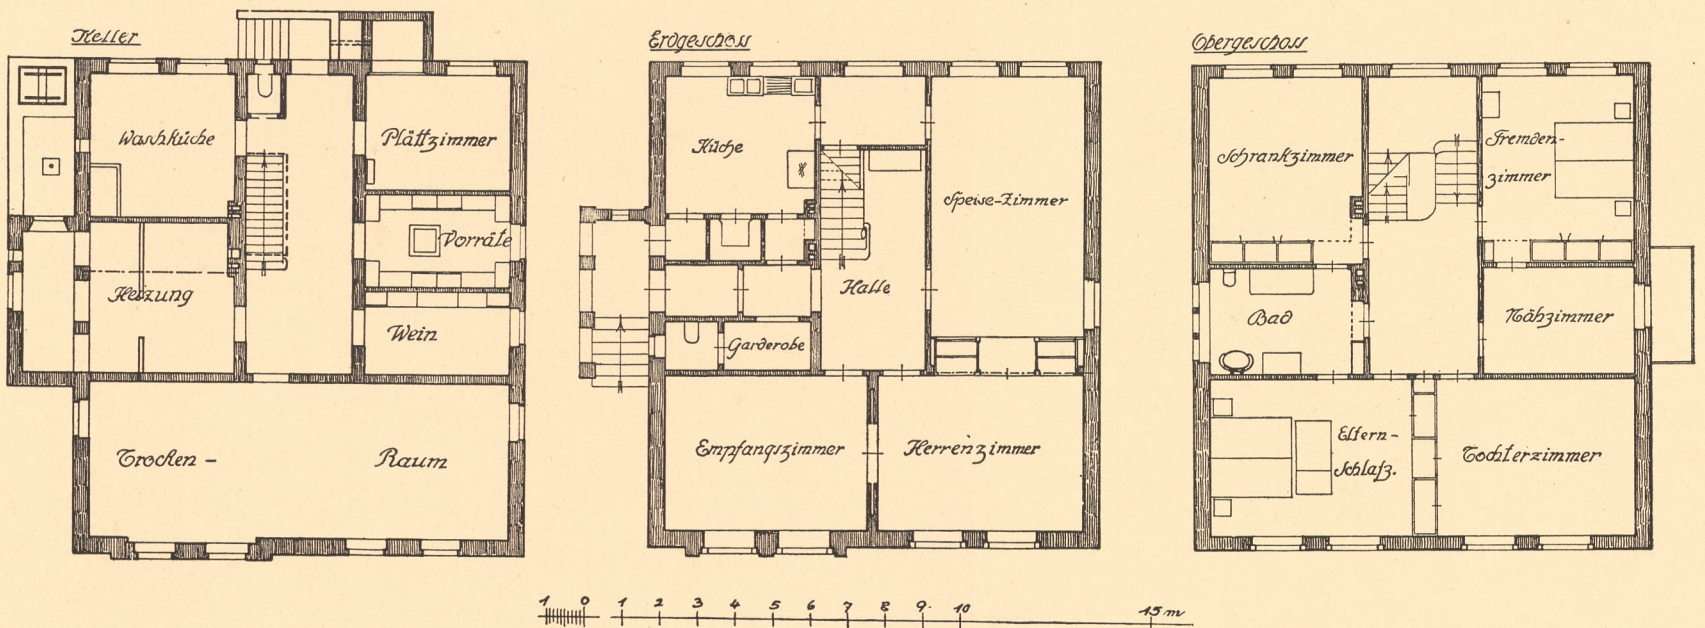 Keller
Waschküche
Plättzimmer
Vorräte
Heizung
Wein
Trocken-
Raum
Erdgeschoss
Küche
Speise-Zimmer
Halle
Garderobe
Empfangszimmer
Herrenzimmer
Obergeschoss
Schrankzimmer
Fremden-
zimmer
Bad
Nähzimmer
Eltern-
Schlafz.
Tochterzimmer
1 0 1 2 3 4 5 6 7 8 9 10 15 m